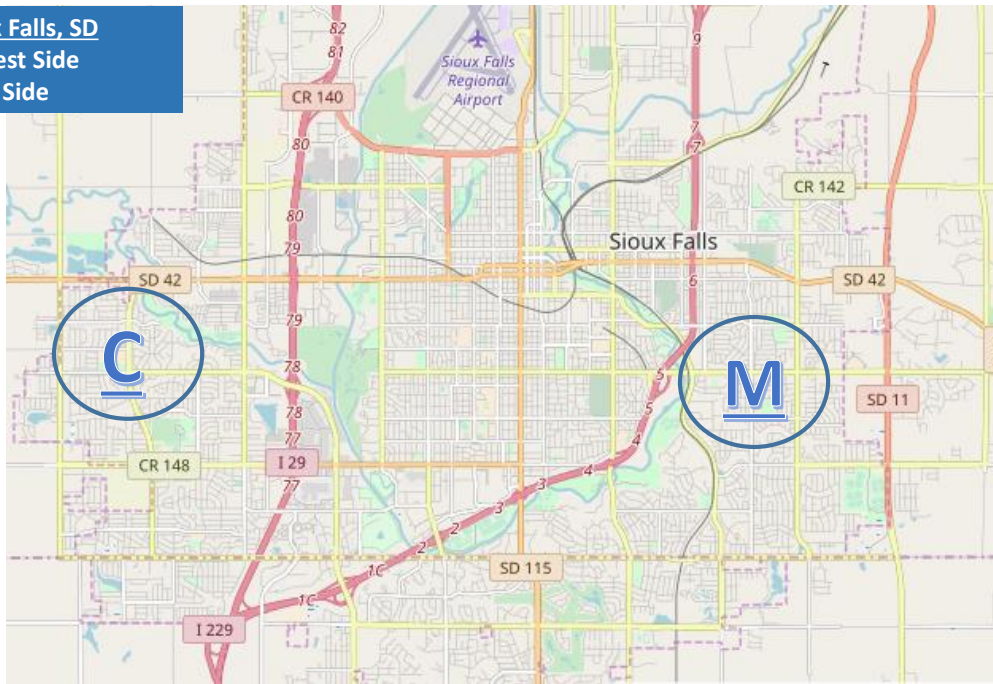 Falls, SD
Side
Side
82
81
Sioux Falls
Regional
Airport
9
CR 140
80
7
7
CR 142
80
79
Sioux Falls
SD 42
6
SD 42
79
C
78
5
M
SD 11
78
5
77
4
CR 148
I 29
4
77
3
3
2
2
1C
SD 115
1C
I 229